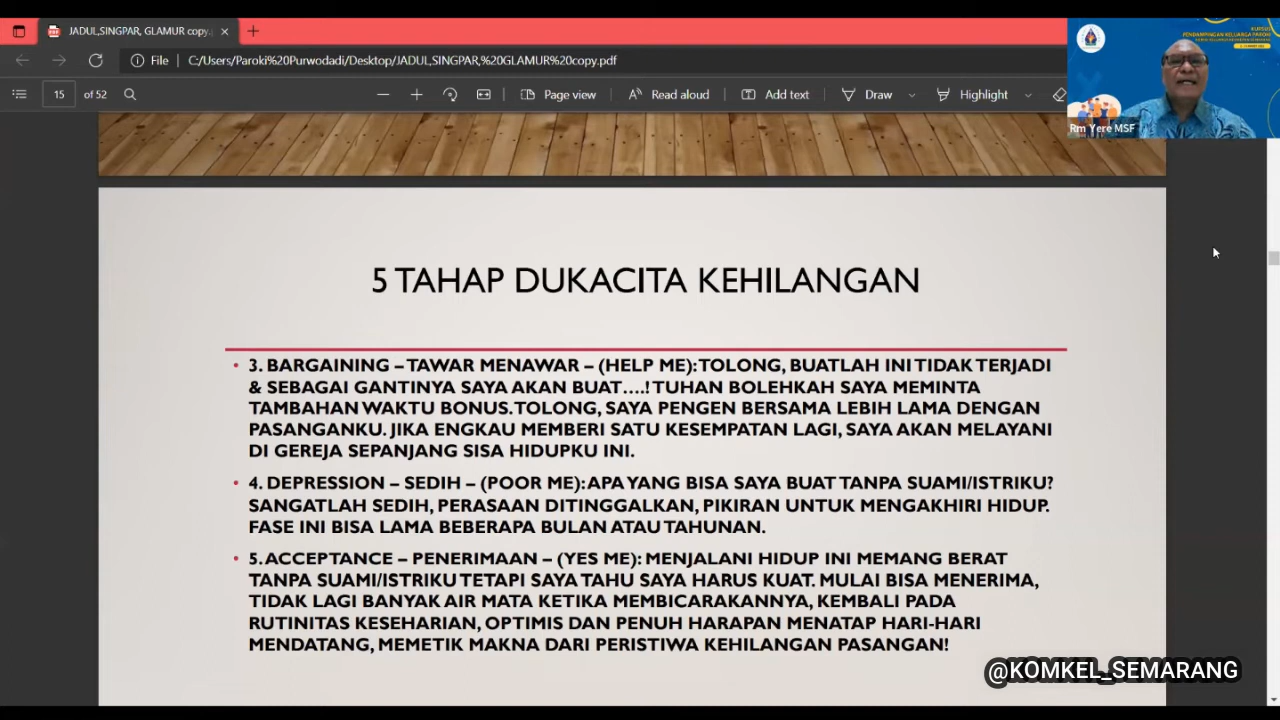 JADUL,SINGPAR, GLAMUR copy.
File C:/Users/Paroki%20Purwodadi/Desktop/JADUL,SINGPAR,%20GLAMUR%20copy.pdf
15 of 52 Page view Read aloud Add text Draw Highlight
KURSUS
PENDAMPINGAN KELUARGA PAROKI
Rm Yere MSF
5 TAHAP DUKACITA KEHILANGAN
• 3. BARGAINING – TAWAR MENAWAR – (HELP ME): TOLONG, BUATLAH INI TIDAK TERJADI
& SEBAGAI GANTINYA SAYA AKAN BUAT….! TUHAN BOLEHKAH SAYA MEMINTA
TAMBAHAN WAKTU BONUS. TOLONG, SAYA PENGEN BERSAMA LEBIH LAMA DENGAN
PASANGANKU. JIKA ENGKAU MEMBERI SATU KESEMPATAN LAGI, SAYA AKAN MELAYANI
DI GEREJA SEPANJANG SISA HIDUPKU INI.
• 4. DEPRESSION – SEDIH – (POOR ME): APA YANG BISA SAYA BUAT TANPA SUAMI/ISTRIKU?
SANGATLAH SEDIH, PERASAAN DITINGGALKAN, PIKIRAN UNTUK MENGAKHIRI HIDUP.
FASE INI BISA LAMA BEBERAPA BULAN ATAU TAHUNAN.
• 5. ACCEPTANCE – PENERIMAAN – (YES ME): MENJALANI HIDUP INI MEMANG BERAT
TANPA SUAMI/ISTRIKU TETAPI SAYA TAHU SAYA HARUS KUAT. MULAI BISA MENERIMA,
TIDAK LAGI BANYAK AIR MATA KETIKA MEMBICARAKANNYA, KEMBALI PADA
RUTINITAS KESEHARIAN, OPTIMIS DAN PENUH HARAPAN MENATAP HARI-HARI
MENDATANG, MEMETIK MAKNA DARI PERISTIWA KEHILANGAN PASANGAN!
@KOMKEL_SEMARANG